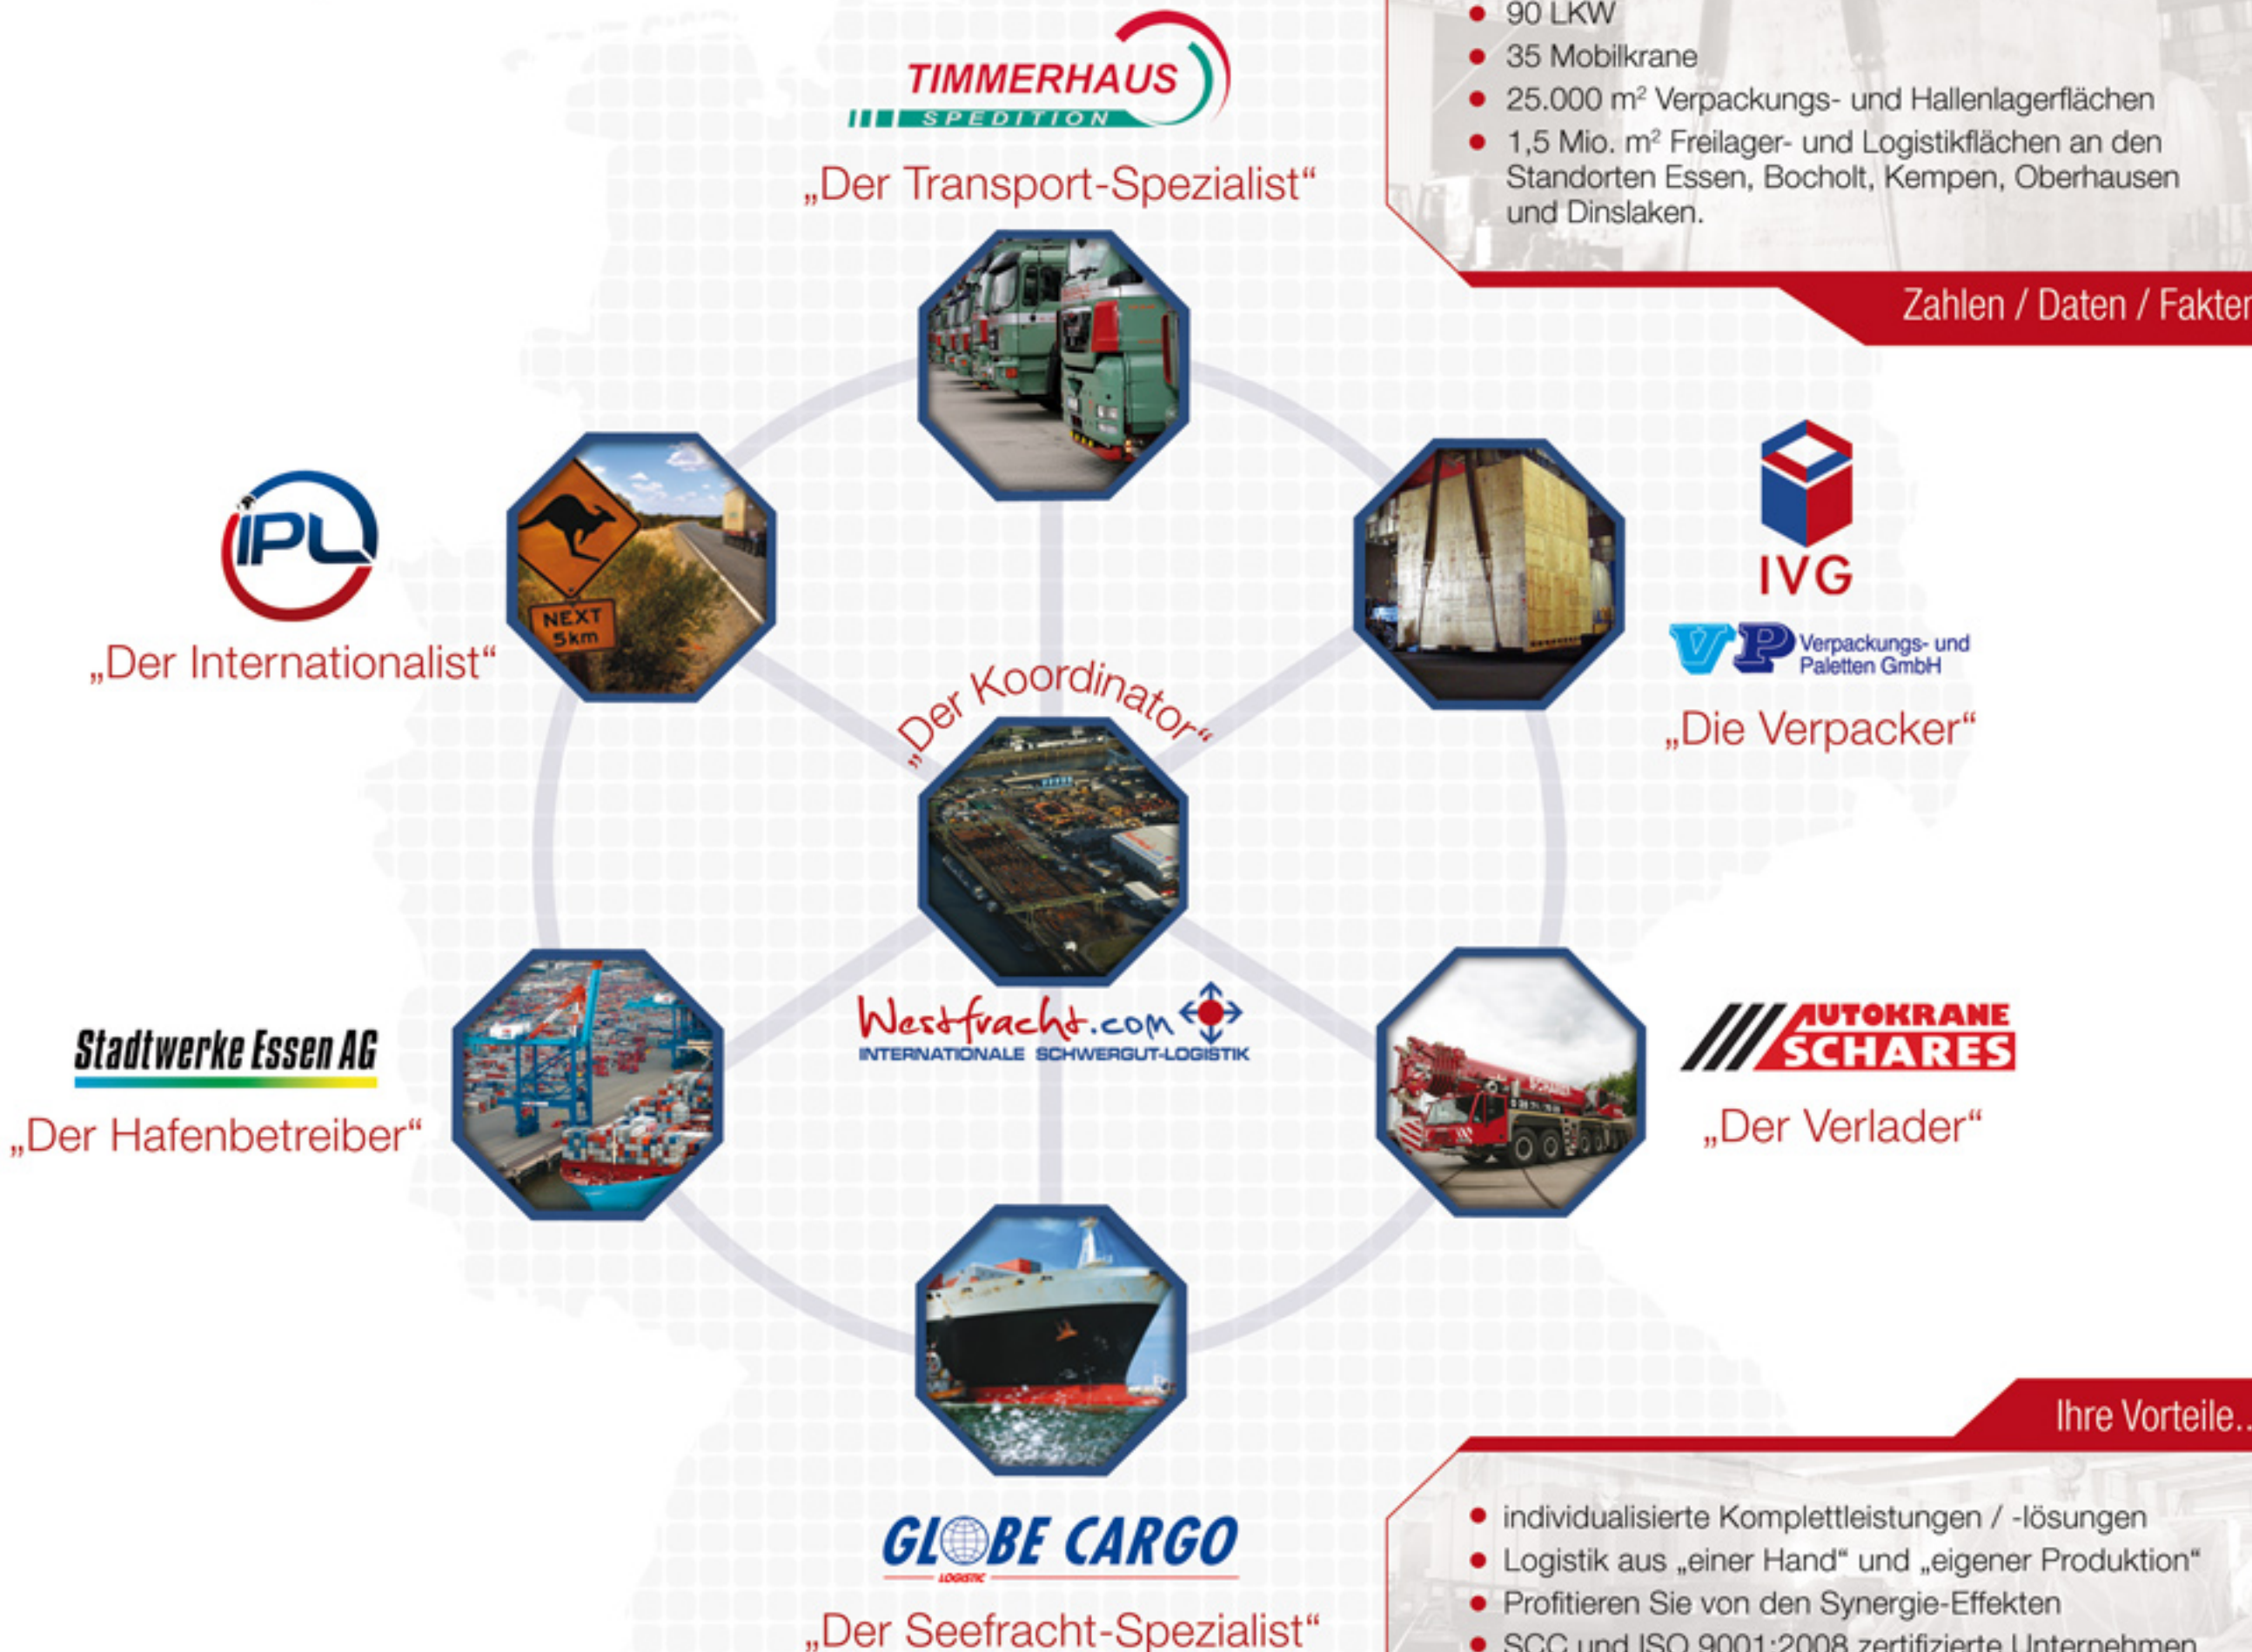 TIMMERHAUS
SPEDITION
„Der Transport-Spezialist“
90 LKW
35 Mobilkrane
25.000 m² Verpackungs- und Hallenlagerflächen
1,5 Mio. m² Freilager- und Logistikflächen an den
Standorten Essen, Bocholt, Kempen, Oberhausen
und Dinslaken.
Zahlen / Daten / Fakten
IPL
„Der Internationalist“
NEXT
5km
IVG
VP Verpackungs- und
Paletten GmbH
„Die Verpacker“
„Der Koordinator“
Westfracht.com
INTERNATIONALE SCHWERGUT-LOGISTIK
Stadtwerke Essen AG
„Der Hafenbetreiber“
AUTOKRANE
SCHARES
„Der Verlader“
GLOBE CARGO
LOGISTIC
„Der Seefracht-Spezialist“
Ihre Vorteile..
individualisierte Komplettleistungen / -lösungen
Logistik aus „einer Hand“ und „eigener Produktion“
Profitieren Sie von den Synergie-Effekten
SCC und ISO 9001:2008 zertifizierte Unternehmen